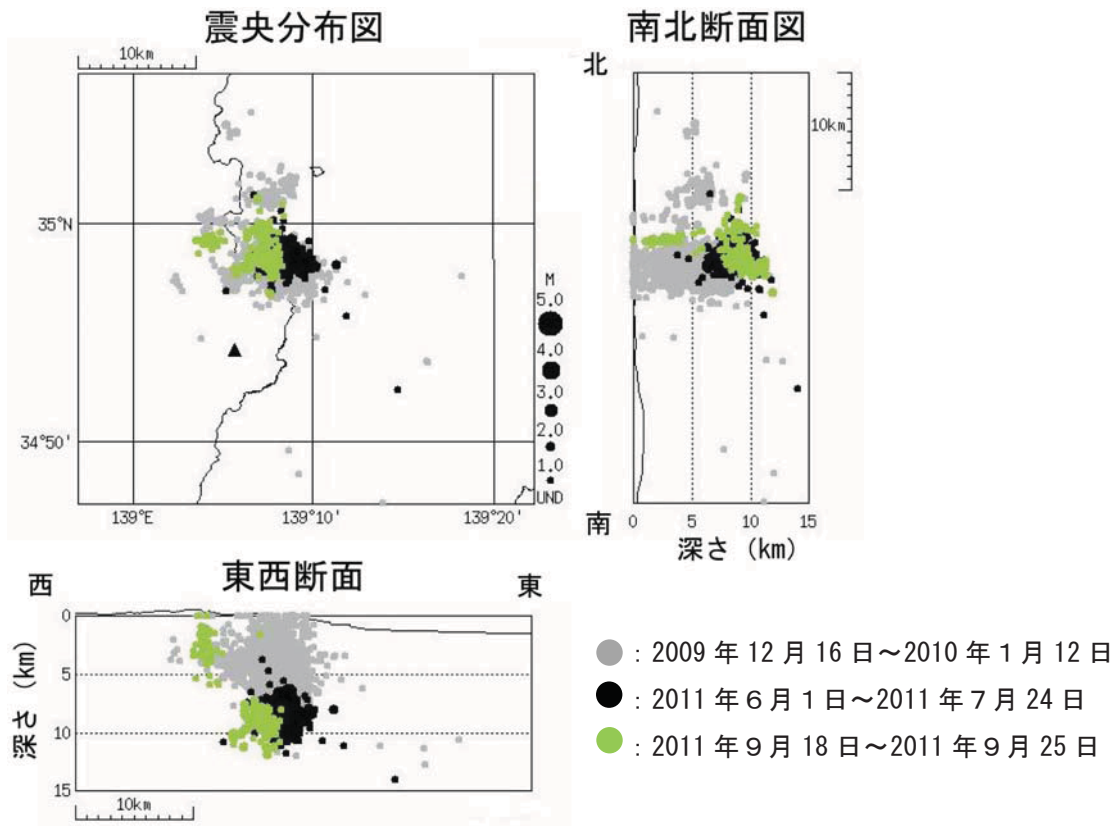 震央分布図
10km
35°N
34°50'
139°E
139°10'
139°20'
M
5.0
4.0
3.0
2.0
1.0
UND
南北断面図
北
10km
南
0 5 10 15
深さ (km)
東西断面
西
東
0
5
10
15
深さ (km)
10km
：2009 年 12 月 16 日～2010 年 1 月 12 日
：2011 年 6 月 1 日～2011 年 7 月 24 日
：2011 年 9 月 18 日～2011 年 9 月 25 日